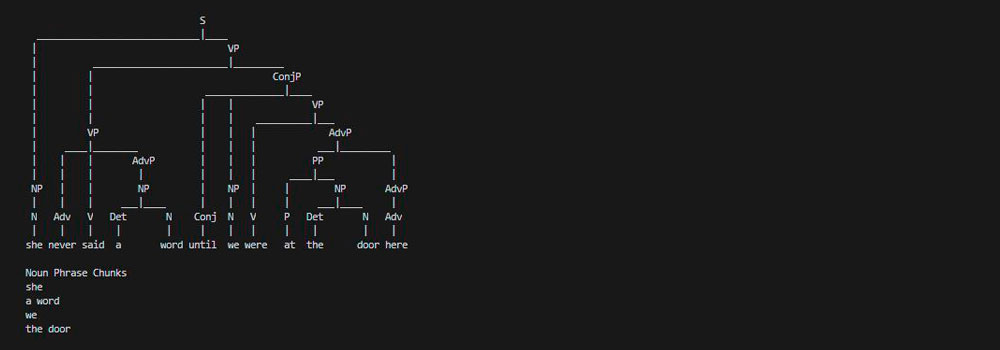 S
VP
ConjP
VP
VP AdvP
AdvP PP
NP NP NP NP AdvP
N Adv V Det N Conj N V P Det N Adv
she never said a word until we were at the door here
Noun Phrase Chunks
she
a word
we
the door